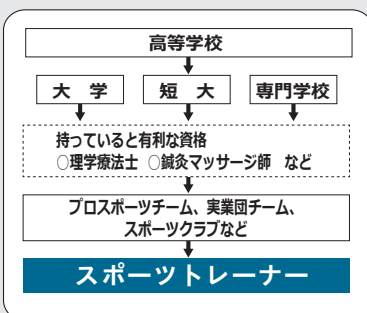 高等学校
大 学
短 大
専門学校
持っていると有利な資格
○理学療法士 ○鍼灸マッサージ師 など
プロスポーツチーム、実業団チーム、
スポーツクラブなど
スポーツトレーナー